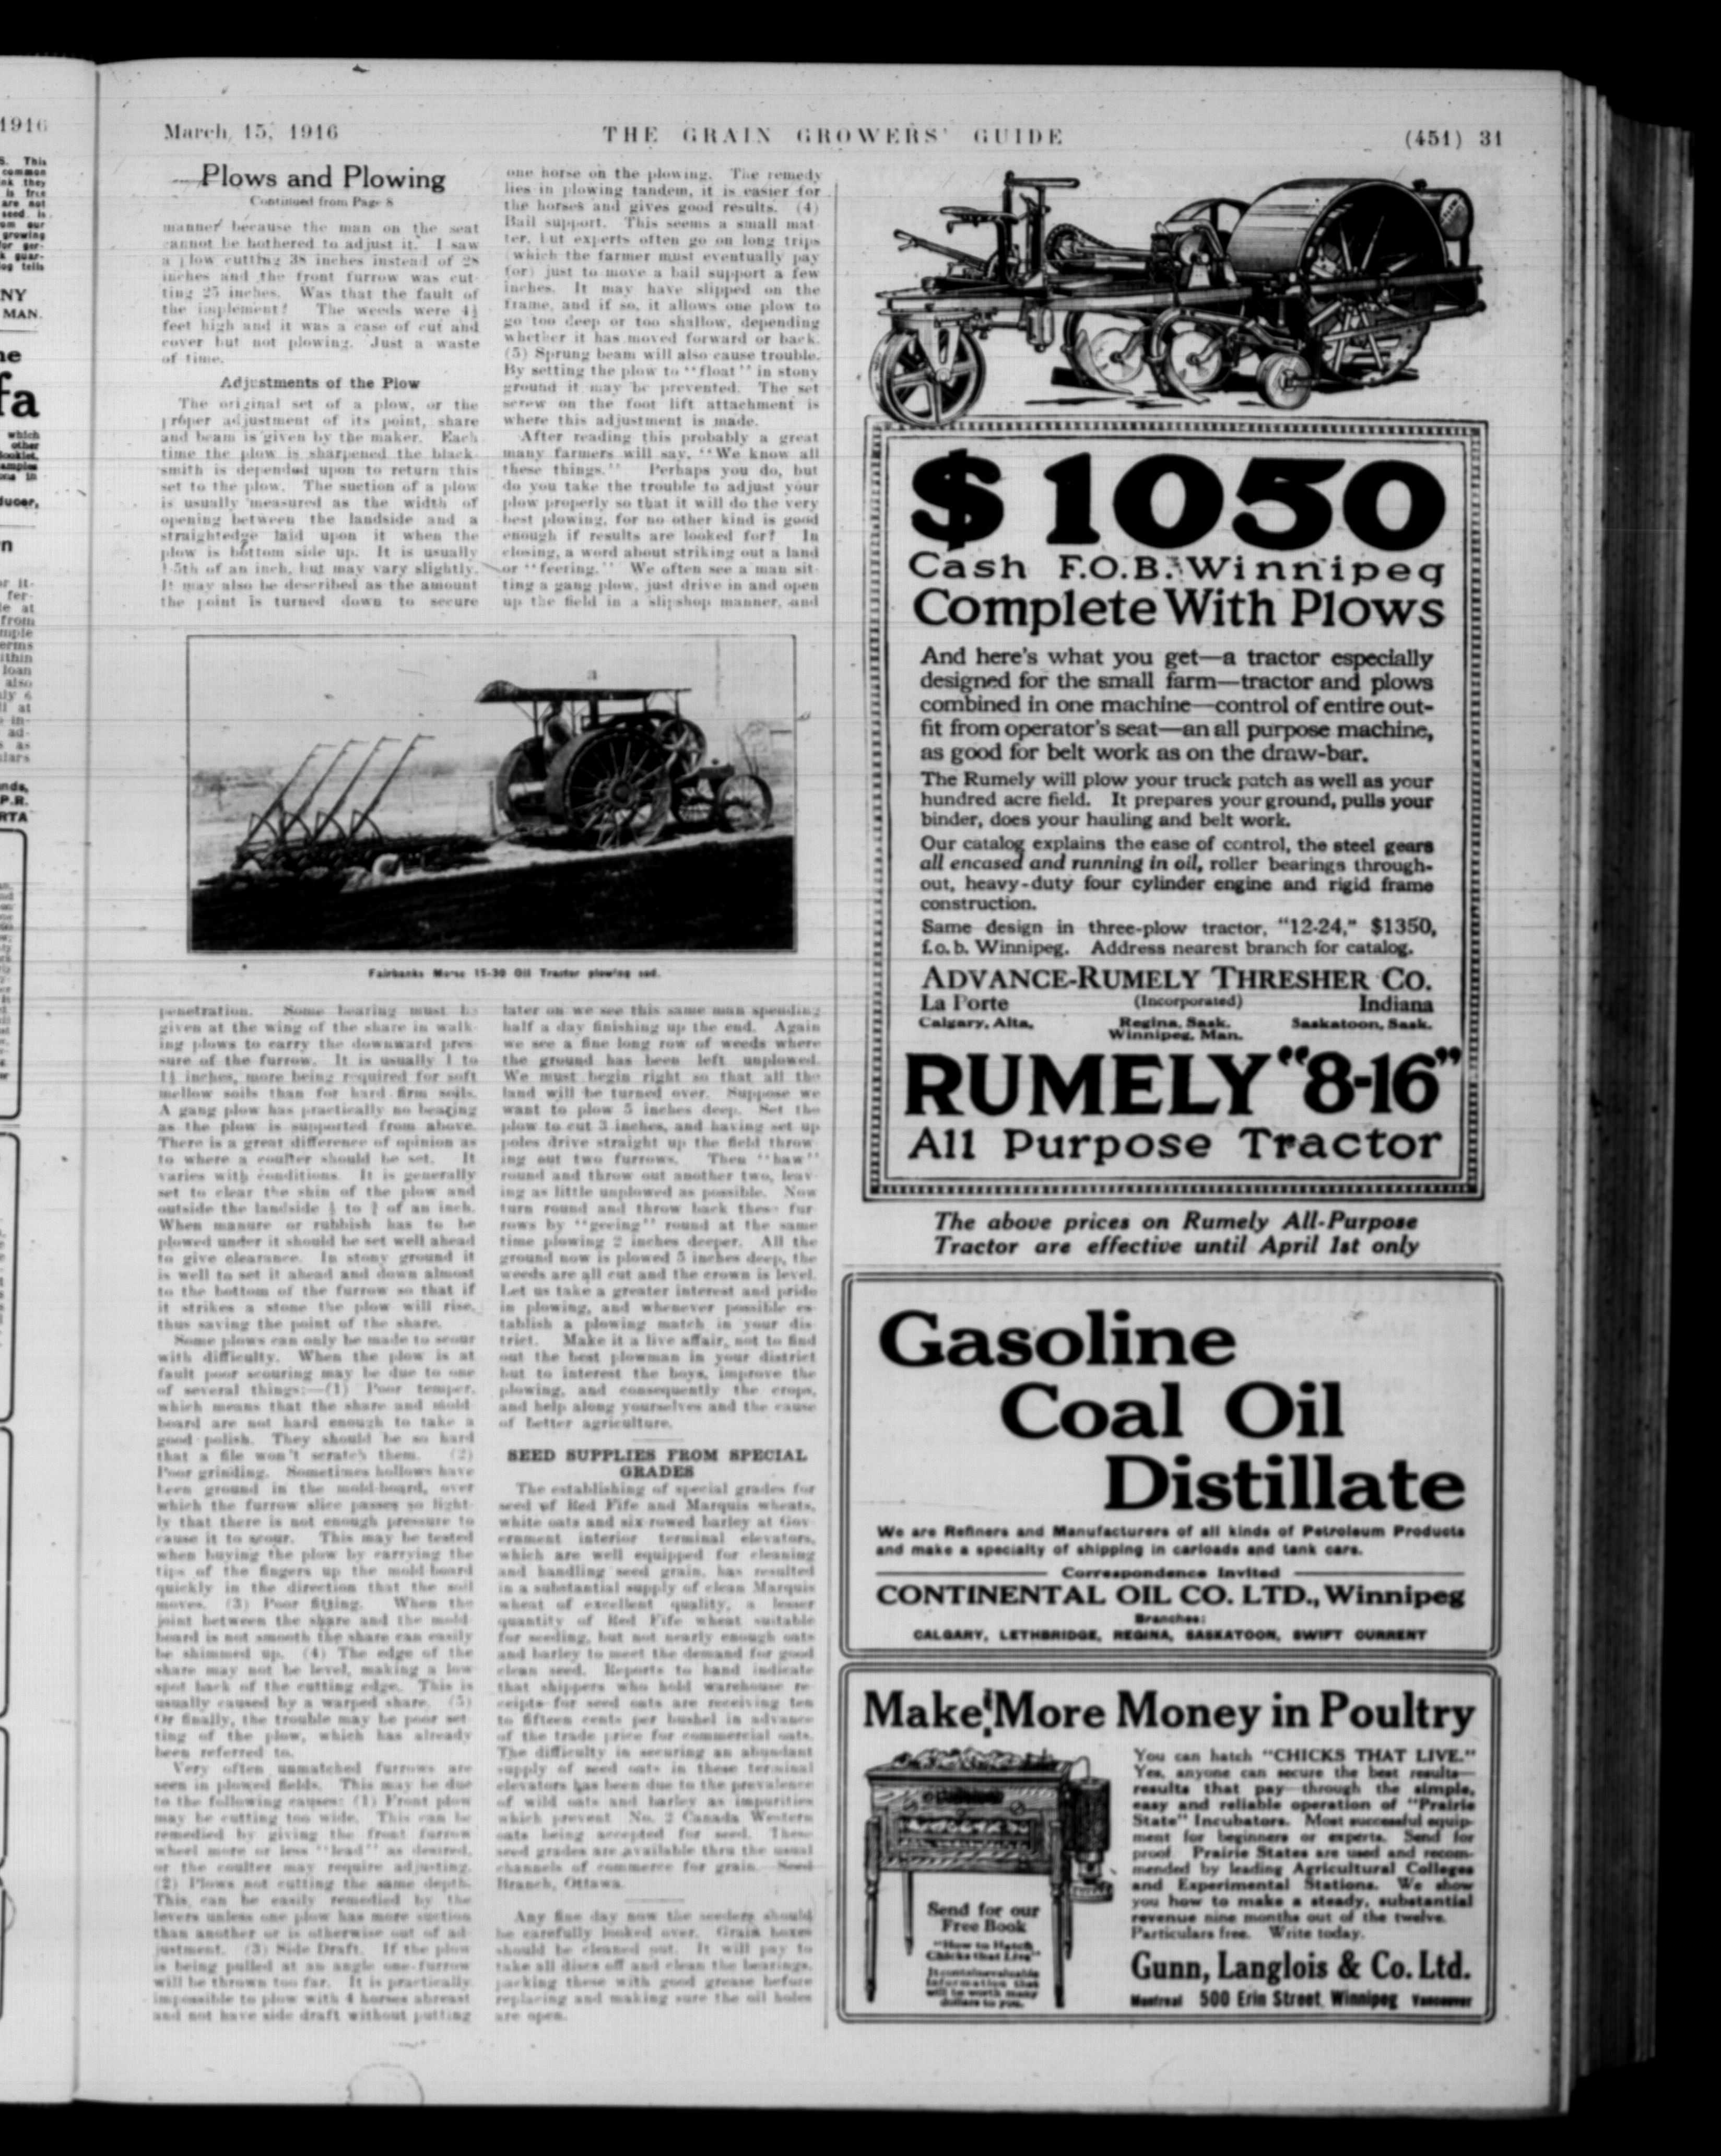 March 15, 1916
THE GRAIN GROWERS' GUIDE
(451) 31
Plows and Plowing
Continued from Page 8
manner because the man on the seat
cannot be bothered to adjust it. I saw
a plow cutting 38 inches instead of 28
inches and the front furrow was cut-
ting 25 inches. Was that the fault of
the implement? The weeds were 4½
feet high and it was a case of cut and
cover but not plowing. Just a waste
of time.
Adjustments of the Plow
The original set of a plow, or the
proper adjustment of its point, share
and beam is given by the maker. Each
time the plow is sharpened the black-
smith is depended upon to return this
set to the plow. The suction of a plow
is usually measured as the width of
opening between the landside and a
straightedge laid upon it when the
plow is bottom side up. It is usually
1-5th of an inch, but may vary slightly.
It may also be described as the amount
the point is turned down to secure
penetration. Some bearing must be
given at the wing of the share in walk-
ing plows to carry the downward pres-
sure of the furrow. It is usually 1 to
1½ inches, more being required for soft
mellow soils than for hard firm soils.
A gang plow has practically no bearing
as the plow is supported from above.
There is a great difference of opinion as
to where a coulter should be set. It
varies with conditions. It is generally
set to clear the shin of the plow and
outside the landside to of an inch.
When manure or rubbish has to be
plowed under it should be set well ahead
to give clearance. In stony ground it
is well to set it ahead and down almost
to the bottom of the furrow so that if
it strikes a stone the plow will rise,
thus saving the point of the share.
Some plows can only be made to scour
with difficulty. When the plow is at
fault poor scouring may be due to one
of several things:—(1) Poor temper,
which means that the share and mold-
board are not hard enough to take a
good polish. They should be so hard
that a file won't scratch them. (2)
Poor grinding. Sometimes hollows have
been ground in the mold-board, over
which the furrow slice passes so light-
ly that there is not enough pressure to
cause it to scour. This may be tested
when buying the plow by carrying the
tips of the fingers up the mold-board
quickly in the direction that the soil
moves. (3) Poor fitting. When the
joint between the share and the mold-
board is not smooth the share can easily
be shimmed up. (4) The edge of the
share may not be level, making a low
spot back of the cutting edge. This is
usually caused by a warped share. (5)
Or finally, the trouble may be poor set-
ting of the plow, which has already
been referred to.
Very often unmatched furrows are
seen in plowed fields. This may be due
to the following causes: (1) Front plow
may be cutting too wide. This can be
remedied by giving the front furrow
wheel more or less "lead" as desired,
or the coulter may require adjusting.
(2) Plows not cutting the same depth.
This can be easily remedied by the
levers unless one plow has more suction
than another or is otherwise out of ad-
justment. (3) Side Draft. If the plow
is being pulled at an angle one-furrow
will be thrown too far. It is practically
impossible to plow with 4 horses abreast
and not have side draft without putting
one horse on the plowing. The remedy
lies in plowing tandem, it is easier for
the horses and gives good results. (4)
Bail support. This seems a small mat-
ter, but experts often go on long trips
(which the farmer must eventually pay
for) just to move a bail support a few
inches. It may have slipped on the
frame, and if so, it allows one plow to
go too deep or too shallow, depending
whether it has moved forward or back.
(5) Sprung beam will also cause trouble.
By setting the plow to "float" in stony
ground it may be prevented. The set
screw on the foot lift attachment is
where this adjustment is made.
After reading this probably a great
many farmers will say, "We know all
these things." Perhaps you do, but
do you take the trouble to adjust your
plow properly so that it will do the very
best plowing, for no other kind is good
enough if results are looked for? In
closing, a word about striking out a land
or "feering." We often see a man sit-
ting a gang plow, just drive in and open
up the field in a slipshop manner, and
Fairbanks Morse 15-30 Oil Tractor plowing sod.
later on we see this same man spending
half a day finishing up the end. Again
we see a fine long row of weeds where
the ground has been left unplowed.
We must begin right so that all the
land will be turned over. Suppose we
want to plow 5 inches deep. Set the
plow to cut 3 inches, and having set up
poles drive straight up the field throw-
ing out two furrows. Then "haw"
round and throw out another two, leav-
ing as little unplowed as possible. Now
turn round and throw back these fur-
rows by "geeing" round at the same
time plowing 2 inches deeper. All the
ground now is plowed 5 inches deep, the
weeds are all cut and the crown is level.
Let us take a greater interest and pride
in plowing, and whenever possible es-
tablish a plowing match in your dis-
trict. Make it a live affair, not to find
out the best plowman in your district
but to interest the boys, improve the
plowing, and consequently the crops,
and help along yourselves and the cause
of better agriculture.
SEED SUPPLIES FROM SPECIAL
GRADES
The establishing of special grades for
seed of Red Fife and Marquis wheats,
white oats and six-rowed barley at Gov-
ernment interior terminal elevators,
which are well equipped for cleaning
and handling seed grain, has resulted
in a substantial supply of clean Marquis
wheat of excellent quality, a lesser
quantity of Red Fife wheat suitable
for seeding, but not nearly enough oats
and barley to meet the demand for good
clean seed. Reports to hand indicate
that shippers who hold warehouse re-
ceipts for seed oats are receiving ten
to fifteen cents per bushel in advance
of the trade price for commercial oats.
The difficulty in securing an abundant
supply of seed oats in these terminal
elevators has been due to the prevalence
of wild oats and barley as impurities
which prevent No. 2 Canada Western
oats being accepted for seed. These
seed grades are available thru the usual
channels of commerce for grain.—Seed
Branch, Ottawa.
Any fine day now the seeders should
be carefully looked over. Grain boxes
should be cleaned out. It will pay to
take all discs off and clean the bearings,
packing these with good grease before
replacing and making sure the oil holes
are open.
$1050
Cash F.O.B. Winnipeg
Complete With Plows
And here's what you get—a tractor especially
designed for the small farm—tractor and plows
combined in one machine—control of entire out-
fit from operator's seat—an all purpose machine,
as good for belt work as on the draw-bar.
The Rumely will plow your truck patch as well as your
hundred acre field. It prepares your ground, pulls your
binder, does your hauling and belt work.
Our catalog explains the ease of control, the steel gears
all encased and running in oil, roller bearings through-
out, heavy-duty four cylinder engine and rigid frame
construction.
Same design in three-plow tractor, "12-24," $1350,
f.o.b. Winnipeg. Address nearest branch for catalog.
ADVANCE-RUMELY THRESHER CO.
La Porte (Incorporated) Indiana
Calgary, Alta. Regina, Sask. Saskatoon, Sask.
Winnipeg, Man.
RUMELY "8-16"
All Purpose Tractor
The above prices on Rumely All-Purpose
Tractor are effective until April 1st only
Gasoline
Coal Oil
Distillate
We are Refiners and Manufacturers of all kinds of Petroleum Products
and make a specialty of shipping in carloads and tank cars.
Correspondence Invited
CONTINENTAL OIL CO. LTD., Winnipeg
Branches:
CALGARY, LETHBRIDGE, REGINA, SASKATOON, SWIFT CURRENT
Make More Money in Poultry
You can hatch "CHICKS THAT LIVE."
Yes, anyone can secure the best results—
results that pay—through the simple,
easy and reliable operation of "Prairie
State" Incubators. Most successful equip-
ment for beginners or experts. Send for
proof. Prairie States are used and recom-
mended by leading Agricultural Colleges
and Experimental Stations. We show
you how to make a steady, substantial
revenue nine months out of the twelve.
Particulars free. Write today.
Send for our
Free Book
"How to Hatch
Chicks that Live"
It contains valuable
information that
will be worth many
dollars to you.
Gunn, Langlois & Co. Ltd.
Montreal 500 Erin Street, Winnipeg Vancouver